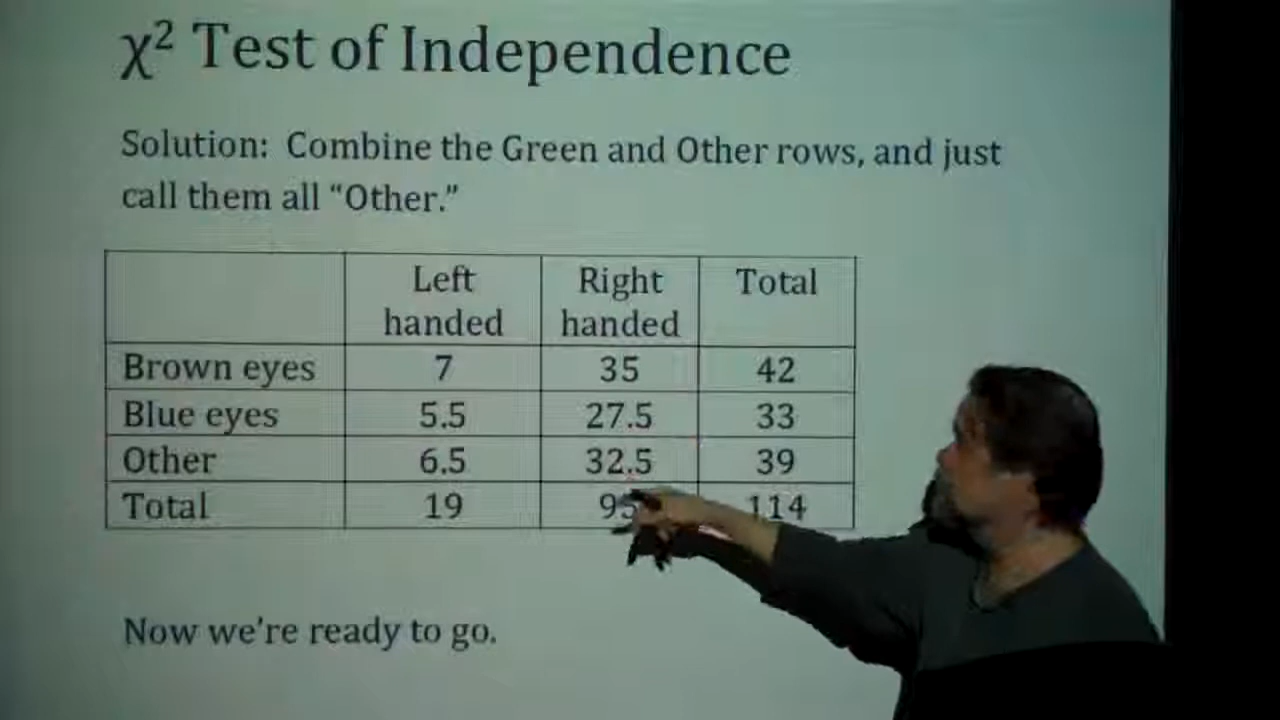 χ² Test of Independence
Solution: Combine the Green and Other rows, and just
call them all “Other.”
Left handed Right handed Total
Brown eyes 7 35 42
Blue eyes 5.5 27.5 33
Other 6.5 32.5 39
Total 19 95 114
Now we’re ready to go.